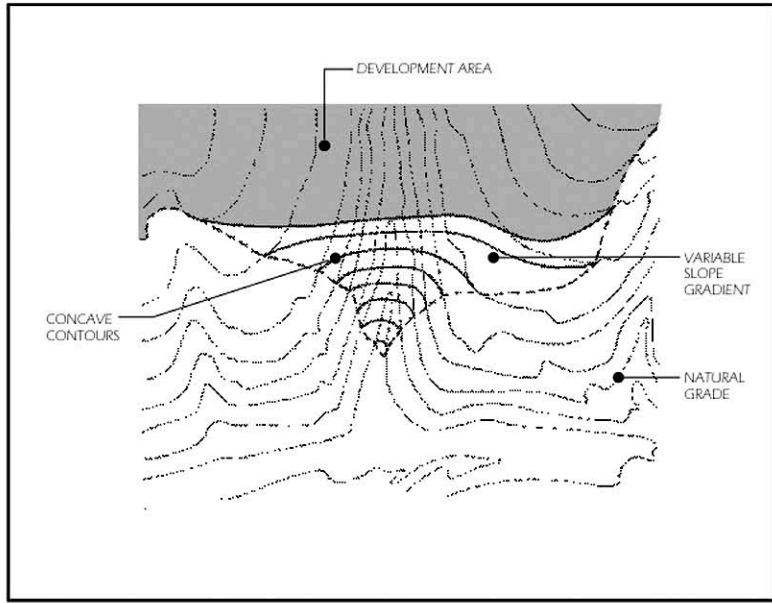 DEVELOPMENT AREA
VARIABLE
SLOPE
GRADIENT
CONCAVE
CONTOURS
NATURAL
GRADE